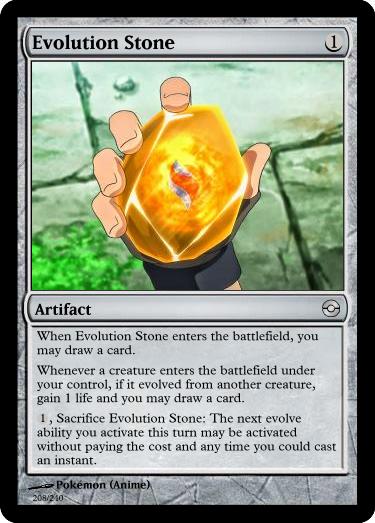 Evolution Stone 1
Artifact
When Evolution Stone enters the battlefield, you
may draw a card.
Whenever a creature enters the battlefield under
your control, if it evolved from another creature,
gain 1 life and you may draw a card.
1 , Sacrifice Evolution Stone: The next evolve
ability you activate this turn may be activated
without paying the cost and any time you could cast
an instant.
Pokémon (Anime)
208/240